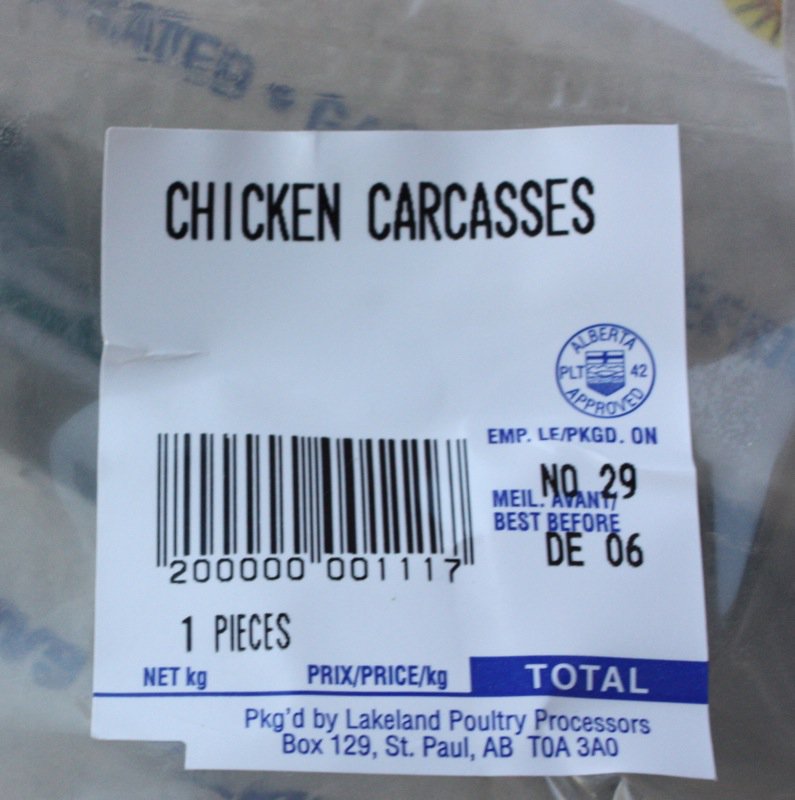 CHICKEN CARCASSES
ALBERTA
PLT 42
APPROVED
EMP. LE/PKGD. ON
NO 29
MEIL. AVANT/
BEST BEFORE
DE 06
200000 001117
1 PIECES
NET kg PRIX/PRICE/kg TOTAL
Pkg'd by Lakeland Poultry Processors
Box 129, St. Paul, AB T0A 3A0